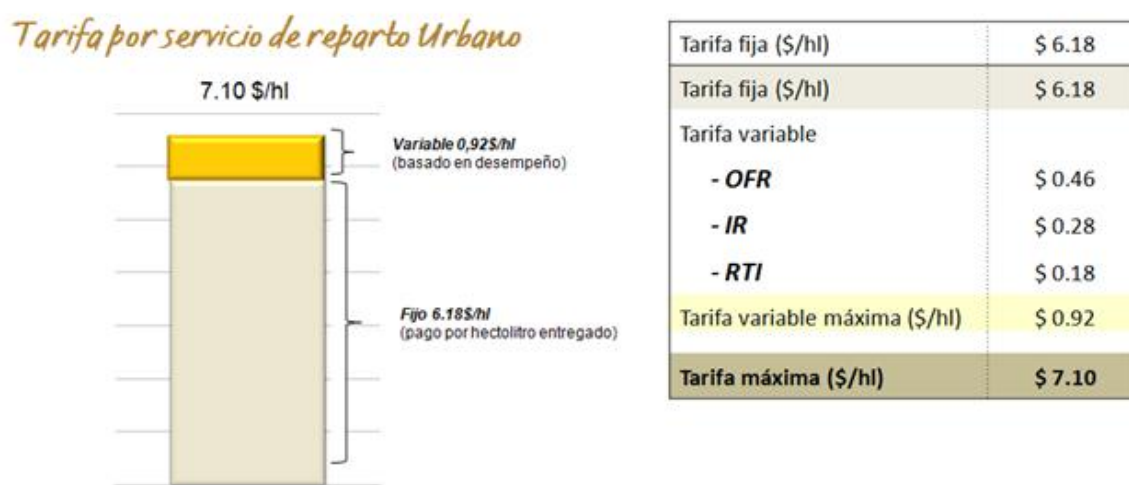 Tarifa por servicio de reparto Urbano
7.10 $/hl
Variable 0,92$/hl
(basado en desempeño)
Fijo 6.18$/hl
(pago por hectolitro entregado)
Tarifa fija ($/hl) $ 6.18
Tarifa fija ($/hl) $ 6.18
Tarifa variable
- OFR $ 0.46
- IR $ 0.28
- RTI $ 0.18
Tarifa variable máxima ($/hl) $ 0.92
Tarifa máxima ($/hl) $ 7.10